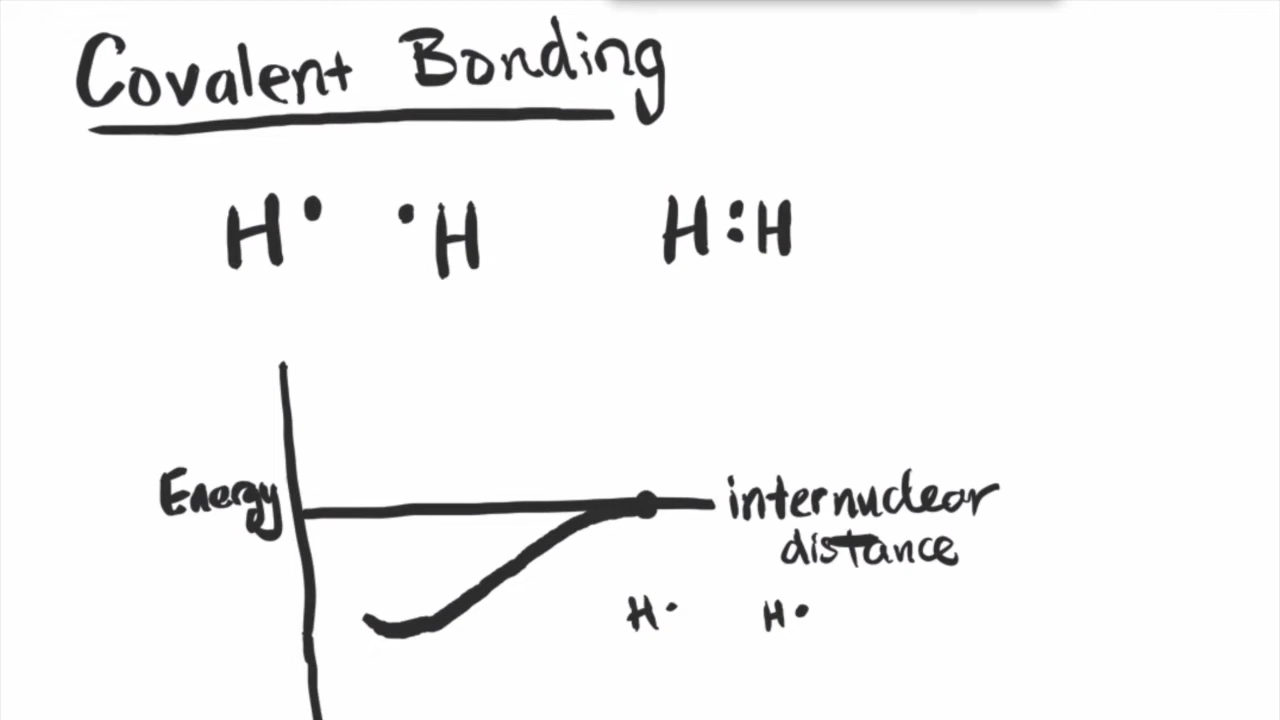 Covalent Bonding
H• •H H:H
Energy
internuclear
distance
H• H•